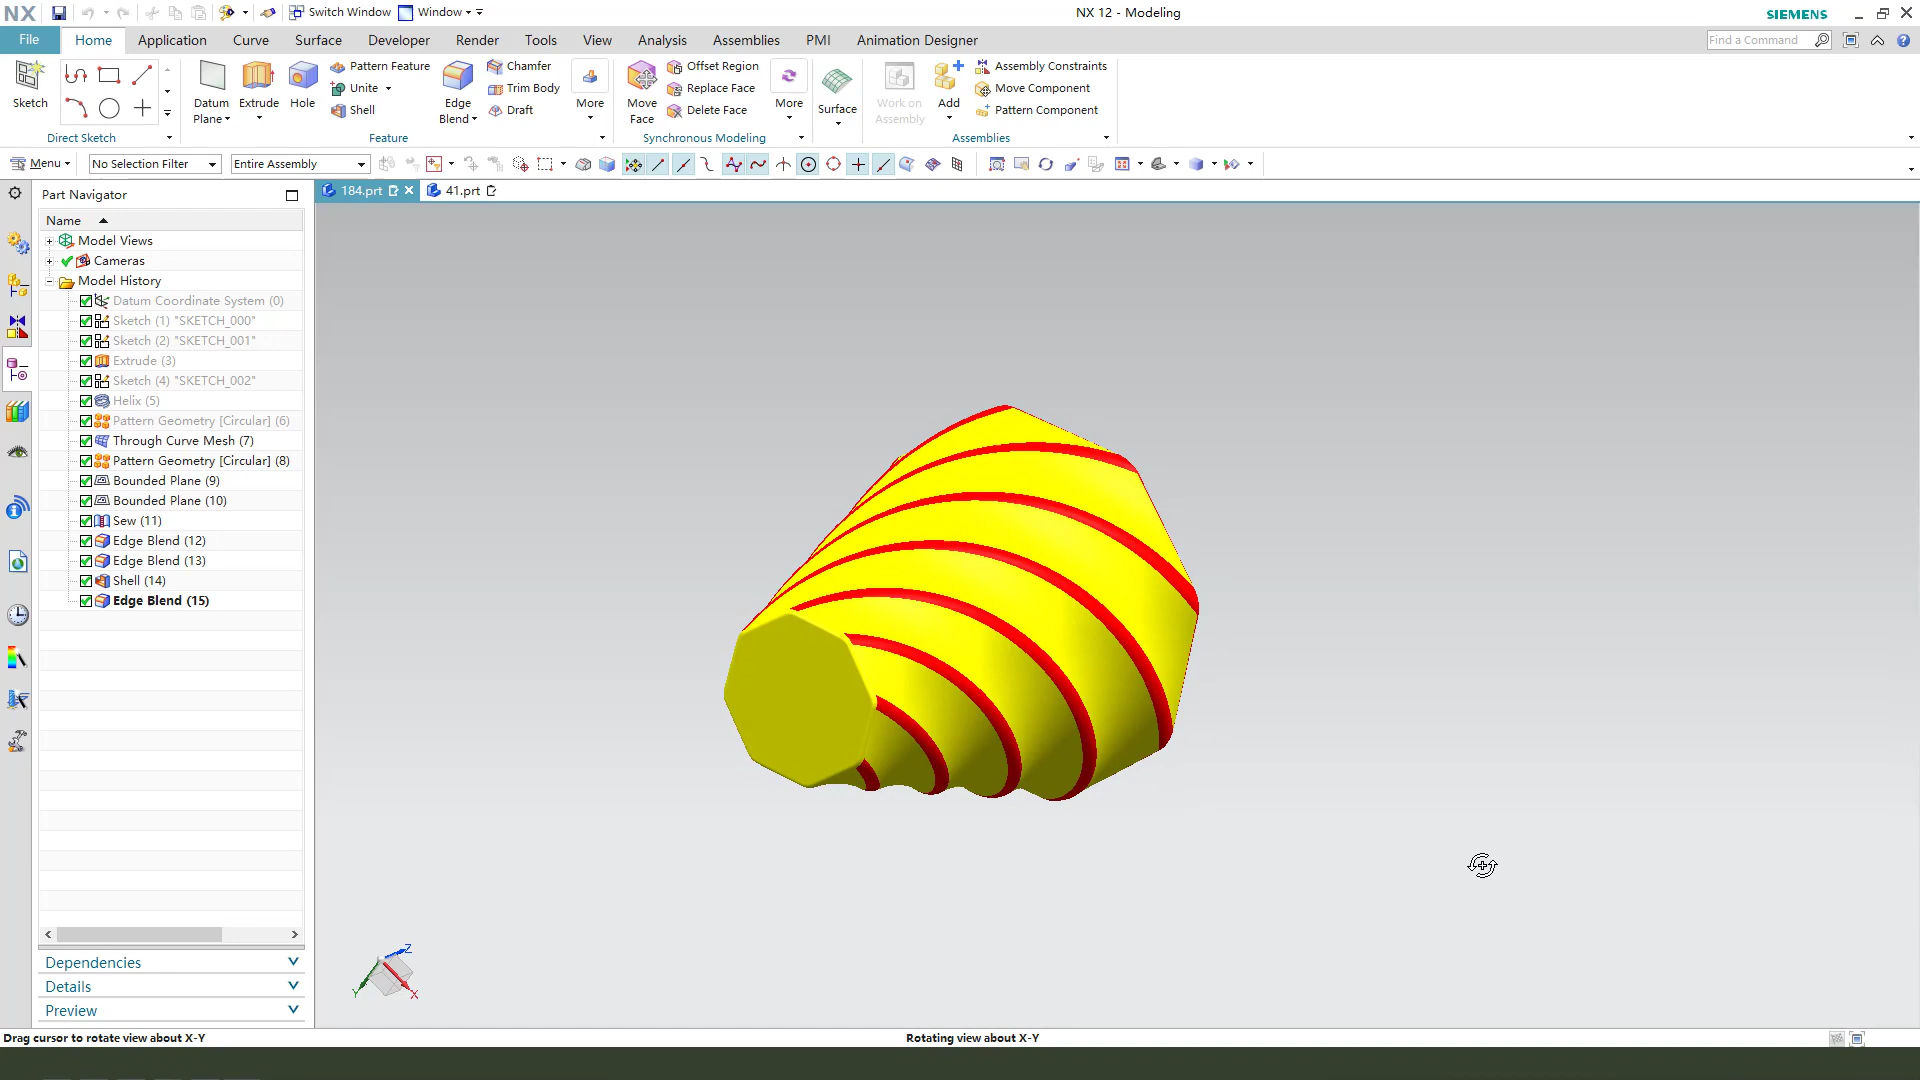 NX Switch Window Window NX 12 - Modeling SIEMENS
File Home Application Curve Surface Developer Render Tools View Analysis Assemblies PMI Animation Designer Find a Command
Sketch
Direct Sketch
Datum Plane
Extrude
Hole
Pattern Feature
Unite
Shell
Edge Blend
Chamfer
Trim Body
Draft
More
Feature
Move Face
Offset Region
Replace Face
Delete Face
More
Synchronous Modeling
Surface
Work on Assembly
Add
Assembly Constraints
Move Component
Pattern Component
Assemblies
Menu No Selection Filter Entire Assembly
Part Navigator
184.prt 41.prt
Name
Model Views
Cameras
Model History
Datum Coordinate System (0)
Sketch (1) "SKETCH_000"
Sketch (2) "SKETCH_001"
Extrude (3)
Sketch (4) "SKETCH_002"
Helix (5)
Pattern Geometry [Circular] (6)
Through Curve Mesh (7)
Pattern Geometry [Circular] (8)
Bounded Plane (9)
Bounded Plane (10)
Sew (11)
Edge Blend (12)
Edge Blend (13)
Shell (14)
Edge Blend (15)
Dependencies
Details
Preview
Z
Y
X
Drag cursor to rotate view about X-Y Rotating view about X-Y